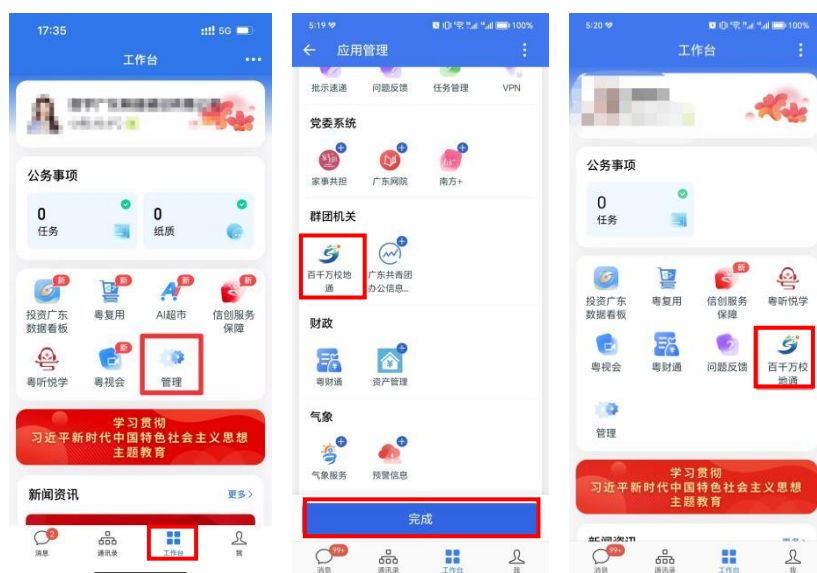 17:35
5G
工作台
公务事项
0
任务
0
纸质
新
新
新
投资广东
数据看板
粤复用
AI超市
信创服务
保障
新
粤听悦学
粤视会
管理
学习贯彻
习近平新时代中国特色社会主义思想
主题教育
新闻资讯
更多>
2
消息
通讯录
工作台
我
5:19
100%
应用管理
批示速递
问题反馈
任务管理
VPN
党委系统
家事共担
广东网院
南方+
群团机关
百千万校地
通
广东共青团
办公信息...
财政
粤财通
资产管理
气象
气象服务
预警信息
完成
99+
消息
通讯录
工作台
我
5:20
100%
工作台
公务事项
0
任务
新
投资广东
数据看板
粤复用
信创服务
保障
粤听悦学
粤视会
粤财通
问题反馈
百千万校
地通
管理
学习贯彻
习近平新时代中国特色社会主义思想
主题教育
99+
消息
通讯录
工作台
我